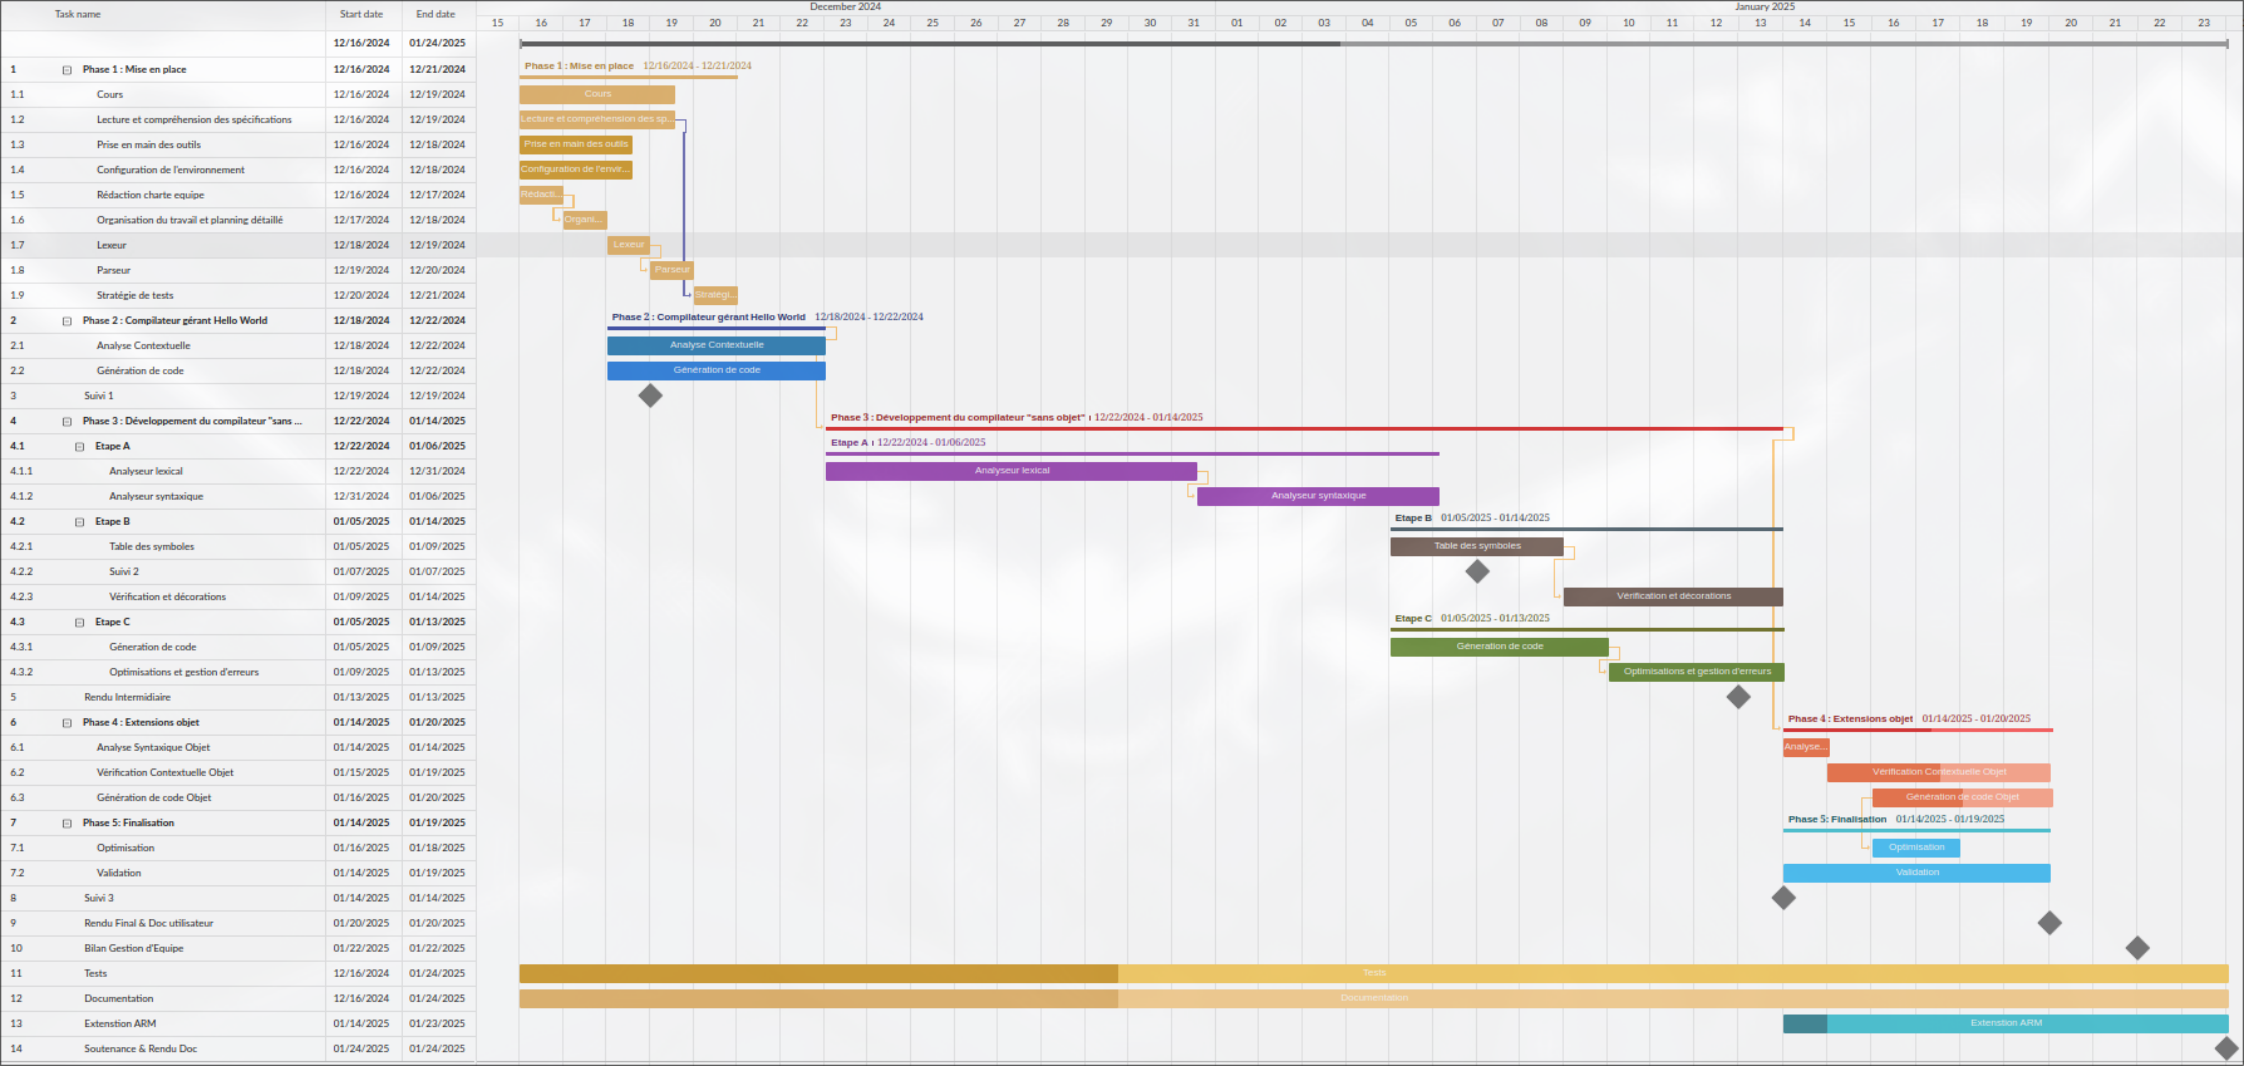 Task name Start date End date December 2024 January 2025
15 16 17 18 19 20 21 22 23 24 25 26 27 28 29 30 31 01 02 03 04 05 06 07 08 09 10 11 12 13 14 15 16 17 18 19 20 21 22 23
12/16/2024 01/24/2025
1 Phase 1 : Mise en place 12/16/2024 12/21/2024 Phase 1 : Mise en place 12/16/2024 - 12/21/2024
1.1 Cours 12/16/2024 12/19/2024 Cours
1.2 Lecture et compréhension des spécifications 12/16/2024 12/19/2024 Lecture et compréhension des sp...
1.3 Prise en main des outils 12/16/2024 12/18/2024 Prise en main des outils
1.4 Configuration de l'environnement 12/16/2024 12/18/2024 Configuration de l'envir...
1.5 Rédaction charte equipe 12/16/2024 12/17/2024 Rédacti...
1.6 Organisation du travail et planning détaillé 12/17/2024 12/18/2024 Organi...
1.7 Lexeur 12/18/2024 12/19/2024 Lexeur
1.8 Parseur 12/19/2024 12/20/2024 Parseur
1.9 Stratégie de tests 12/20/2024 12/21/2024 Stratégi...
2 Phase 2 : Compilateur gérant Hello World 12/18/2024 12/22/2024 Phase 2 : Compilateur gérant Hello World 12/18/2024 - 12/22/2024
2.1 Analyse Contextuelle 12/18/2024 12/22/2024 Analyse Contextuelle
2.2 Génération de code 12/18/2024 12/22/2024 Génération de code
3 Suivi 1 12/19/2024 12/19/2024
4 Phase 3 : Développement du compilateur "sans ... 12/22/2024 01/14/2025 Phase 3 : Développement du compilateur "sans objet" 12/22/2024 - 01/14/2025
4.1 Etape A 12/22/2024 01/06/2025 Etape A 12/22/2024 - 01/06/2025
4.1.1 Analyseur lexical 12/22/2024 12/31/2024 Analyseur lexical
4.1.2 Analyseur syntaxique 12/31/2024 01/06/2025 Analyseur syntaxique
4.2 Etape B 01/05/2025 01/14/2025 Etape B 01/05/2025 - 01/14/2025
4.2.1 Table des symboles 01/05/2025 01/09/2025 Table des symboles
4.2.2 Suivi 2 01/07/2025 01/07/2025
4.2.3 Vérification et décorations 01/09/2025 01/14/2025 Vérification et décorations
4.3 Etape C 01/05/2025 01/13/2025 Etape C 01/05/2025 - 01/13/2025
4.3.1 Géneration de code 01/05/2025 01/09/2025 Géneration de code
4.3.2 Optimisations et gestion d'erreurs 01/09/2025 01/13/2025 Optimisations et gestion d'erreurs
5 Rendu Intermidiaire 01/13/2025 01/13/2025
6 Phase 4 : Extensions objet 01/14/2025 01/20/2025 Phase 4 : Extensions objet 01/14/2025 - 01/20/2025
6.1 Analyse Syntaxique Objet 01/14/2025 01/14/2025 Analyse...
6.2 Vérification Contextuelle Objet 01/15/2025 01/19/2025 Vérification Contextuelle Objet
6.3 Génération de code Objet 01/16/2025 01/20/2025 Génération de code Objet
7 Phase 5: Finalisation 01/14/2025 01/19/2025 Phase 5: Finalisation 01/14/2025 - 01/19/2025
7.1 Optimisation 01/16/2025 01/18/2025 Optimisation
7.2 Validation 01/14/2025 01/19/2025 Validation
8 Suivi 3 01/14/2025 01/14/2025
9 Rendu Final & Doc utilisateur 01/20/2025 01/20/2025
10 Bilan Gestion d'Equipe 01/22/2025 01/22/2025
11 Tests 12/16/2024 01/24/2025 Tests
12 Documentation 12/16/2024 01/24/2025 Documentation
13 Extenstion ARM 01/14/2025 01/23/2025 Extenstion ARM
14 Soutenance & Rendu Doc 01/24/2025 01/24/2025